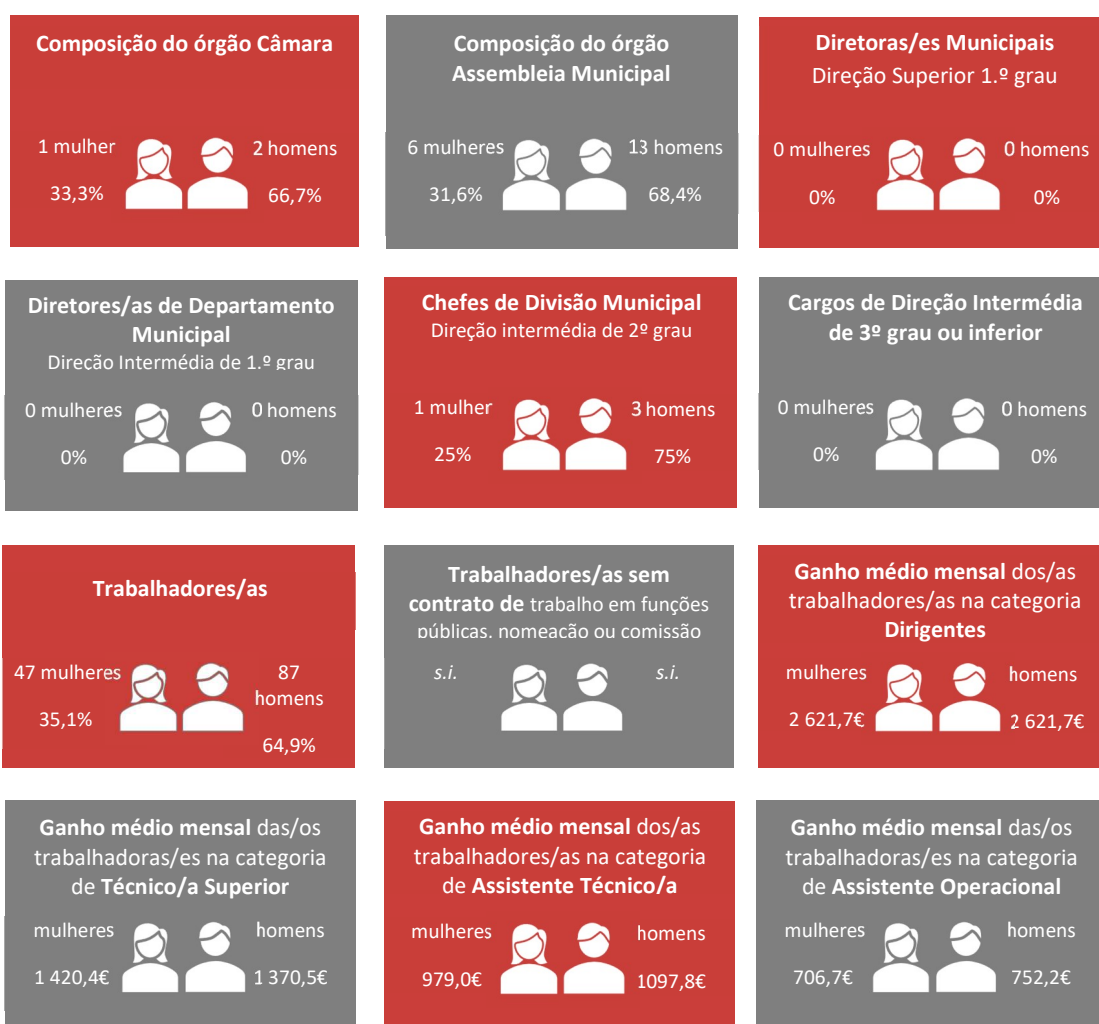 Composição do órgão Câmara
1 mulher
2 homens
33,3%
66,7%
Composição do órgão
Assembleia Municipal
6 mulheres
13 homens
31,6%
68,4%
Diretoras/es Municipais
Direção Superior 1.º grau
0 mulheres
0 homens
0%
0%
Diretores/as de Departamento
Municipal
Direção Intermédia de 1.º grau
0 mulheres
0 homens
0%
0%
Chefes de Divisão Municipal
Direção intermédia de 2º grau
1 mulher
3 homens
25%
75%
Cargos de Direção Intermédia
de 3º grau ou inferior
0 mulheres
0 homens
0%
0%
Trabalhadores/as
47 mulheres
87
homens
35,1%
64,9%
Trabalhadores/as sem
contrato de trabalho em funções
públicas, nomeação ou comissão
s.i.
s.i.
Ganho médio mensal dos/as
trabalhadores/as na categoria
Dirigentes
mulheres
homens
2 621,7€
2 621,7€
Ganho médio mensal das/os
trabalhadoras/es na categoria
de Técnico/a Superior
mulheres
homens
1 420,4€
1 370,5€
Ganho médio mensal dos/as
trabalhadores/as na categoria
de Assistente Técnico/a
mulheres
homens
979,0€
1097,8€
Ganho médio mensal das/os
trabalhadoras/es na categoria
de Assistente Operacional
mulheres
homens
706,7€
752,2€